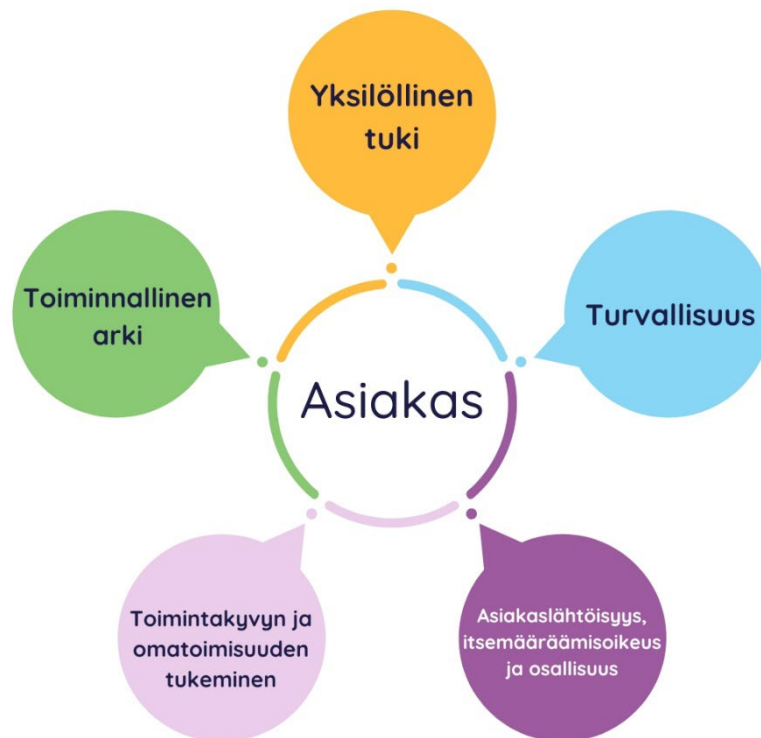 Yksilöllinen
tuki
Toiminnallinen
arki
Turvallisuus
Asiakas
Toimintakyvyn ja
omatoimisuuden
tukeminen
Asiakaslähtöisyys,
itsemääräämisoikeus
ja osallisuus